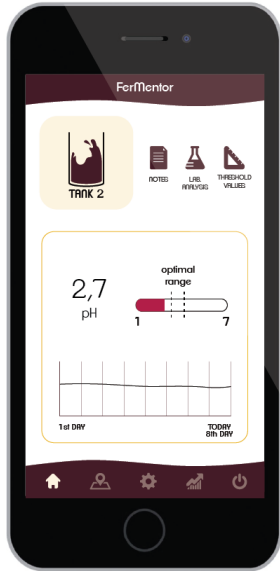 FerMentor
TANK 2
NOTES
LAB.
ANALYSIS
THRESHOLD
VALUES
2,7
pH
optimal
range
1
7
1st DAY
TODAY
8th DAY